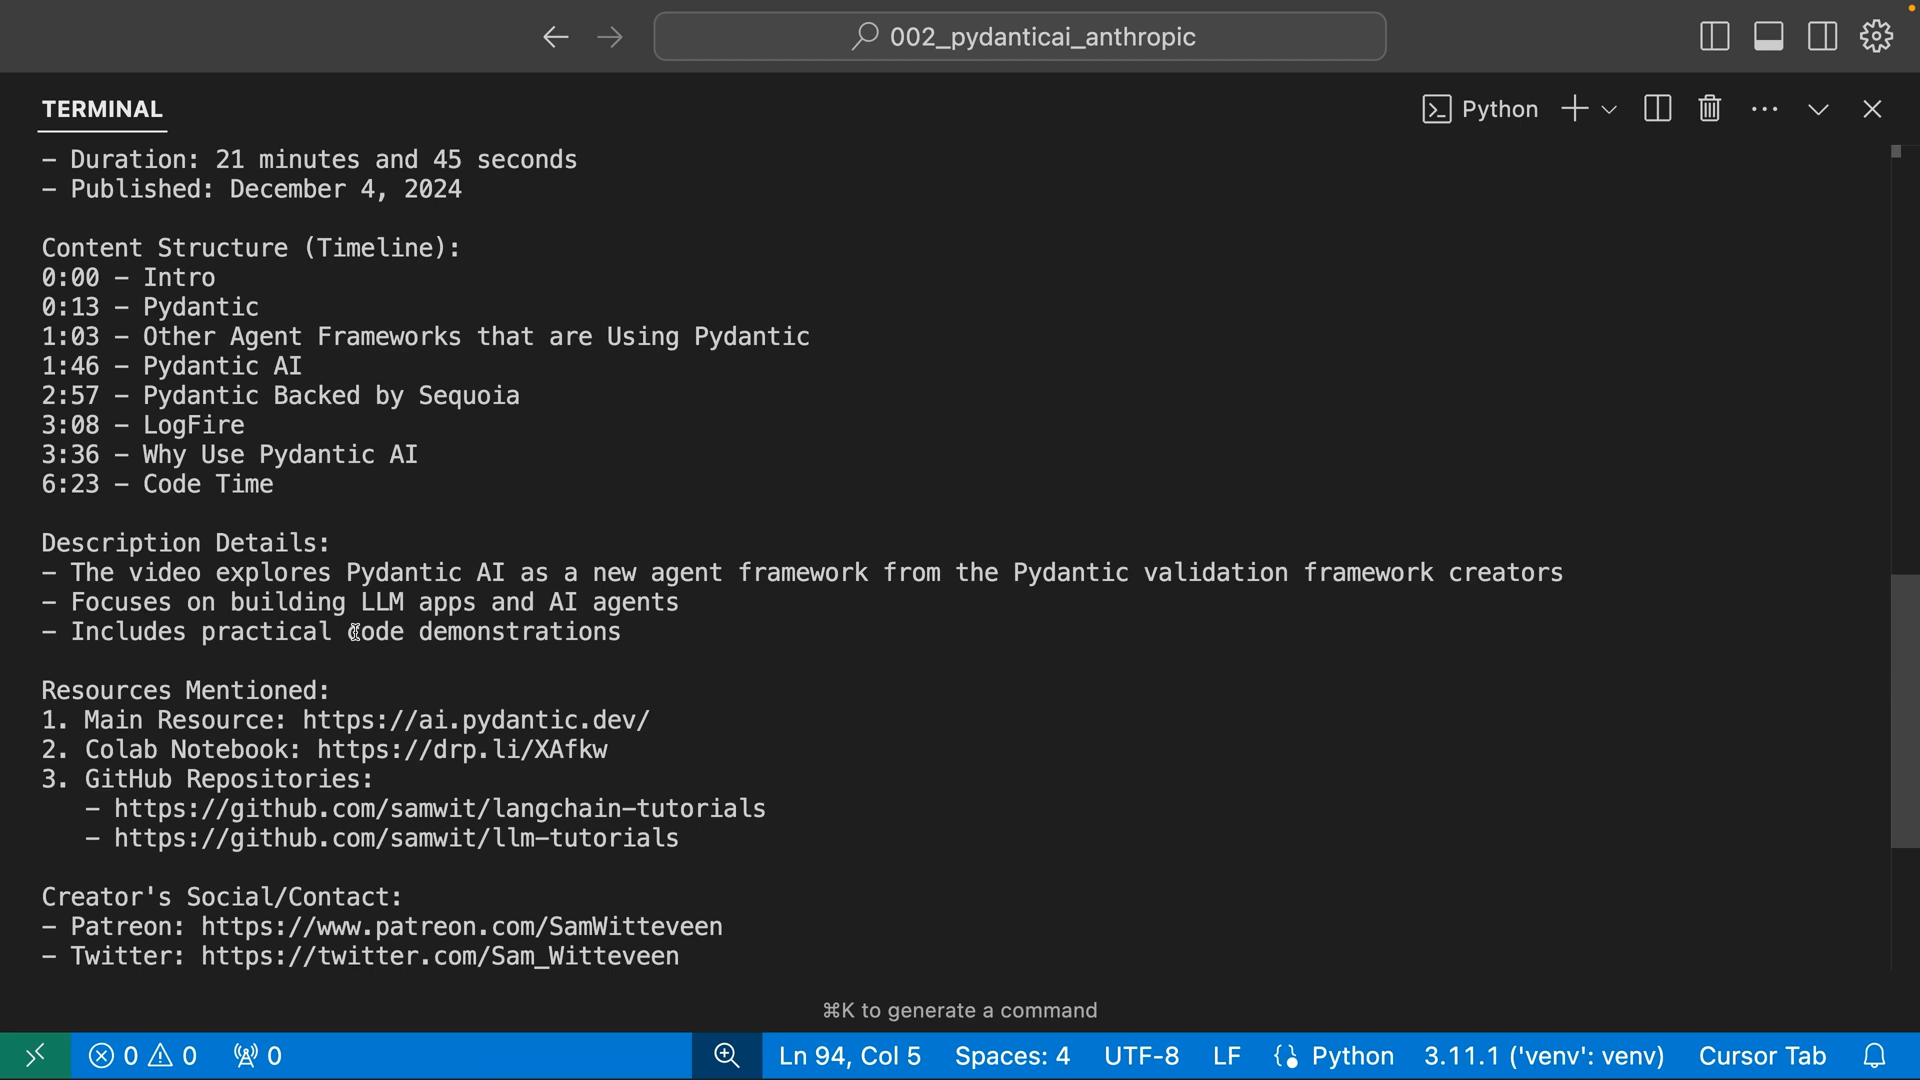 002_pydanticai_anthropic
TERMINAL
Python
– Duration: 21 minutes and 45 seconds
– Published: December 4, 2024
Content Structure (Timeline):
0:00 – Intro
0:13 – Pydantic
1:03 – Other Agent Frameworks that are Using Pydantic
1:46 – Pydantic AI
2:57 – Pydantic Backed by Sequoia
3:08 – LogFire
3:36 – Why Use Pydantic AI
6:23 – Code Time
Description Details:
– The video explores Pydantic AI as a new agent framework from the Pydantic validation framework creators
– Focuses on building LLM apps and AI agents
– Includes practical code demonstrations
Resources Mentioned:
1. Main Resource: https://ai.pydantic.dev/
2. Colab Notebook: https://drp.li/XAfkw
3. GitHub Repositories:
– https://github.com/samwit/langchain-tutorials
– https://github.com/samwit/llm-tutorials
Creator's Social/Contact:
– Patreon: https://www.patreon.com/SamWitteveen
– Twitter: https://twitter.com/Sam_Witteveen
⌘K to generate a command
0 0 0 Ln 94, Col 5 Spaces: 4 UTF-8 LF Python 3.11.1 ('venv': venv) Cursor Tab